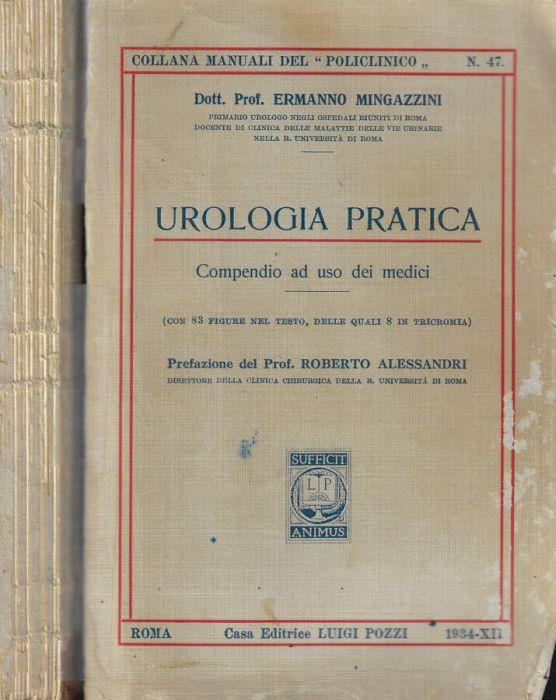 COLLANA MANUALI DEL "POLICLINICO „ N. 47.
Dott. Prof. ERMANNO MINGAZZINI
PRIMARIO UROLOGO NEGLI OSPEDALI RIUNITI DI ROMA
DOCENTE DI CLINICA DELLE MALATTIE DELLE VIE URINARIE
NELLA R. UNIVERSITÀ DI ROMA
UROLOGIA PRATICA
Compendio ad uso dei medici
(CON 83 FIGURE NEL TESTO, DELLE QUALI 8 IN TRICROMIA)
Prefazione del Prof. ROBERTO ALESSANDRI
DIRETTORE DELLA CLINICA CHIRURGICA DELLA R. UNIVERSITÀ DI ROMA
SUFFICIT
L P
ANIMUS
ROMA Casa Editrice LUIGI POZZI 1934-XII